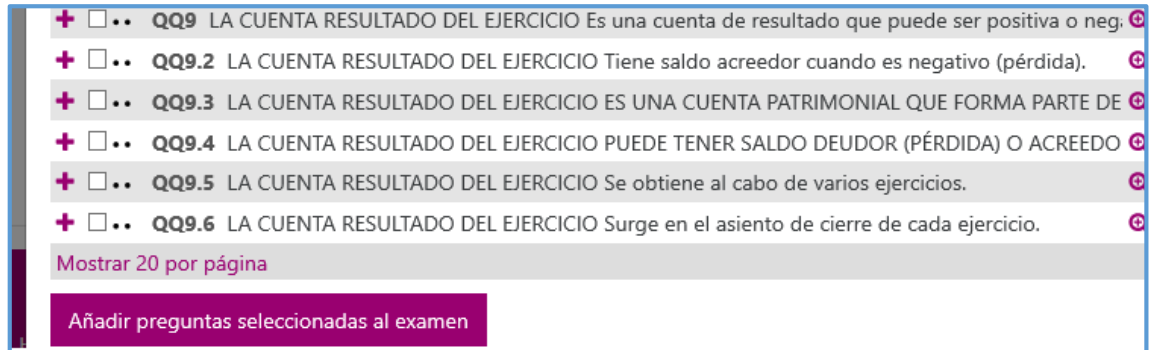 QQ9 LA CUENTA RESULTADO DEL EJERCICIO Es una cuenta de resultado que puede ser positiva o
QQ9.2 LA CUENTA RESULTADO DEL EJERCICIO Tiene saldo acreedor cuando es negativo (pérdida).
QQ9.3 LA CUENTA RESULTADO DEL EJERCICIO ES UNA CUENTA PATRIMONIAL QUE FORMA PARTE DE
QQ9.4 LA CUENTA RESULTADO DEL EJERCICIO PUEDE TENER SALDO DEUDOR (PÉRDIDA) O ACREEDO
QQ9.5 LA CUENTA RESULTADO DEL EJERCICIO Se obtiene al cabo de varios ejercicios.
QQ9.6 LA CUENTA RESULTADO DEL EJERCICIO Surge en el asiento de cierre de cada ejercicio.
Mostrar 20 por página
Añadir preguntas seleccionadas al examen